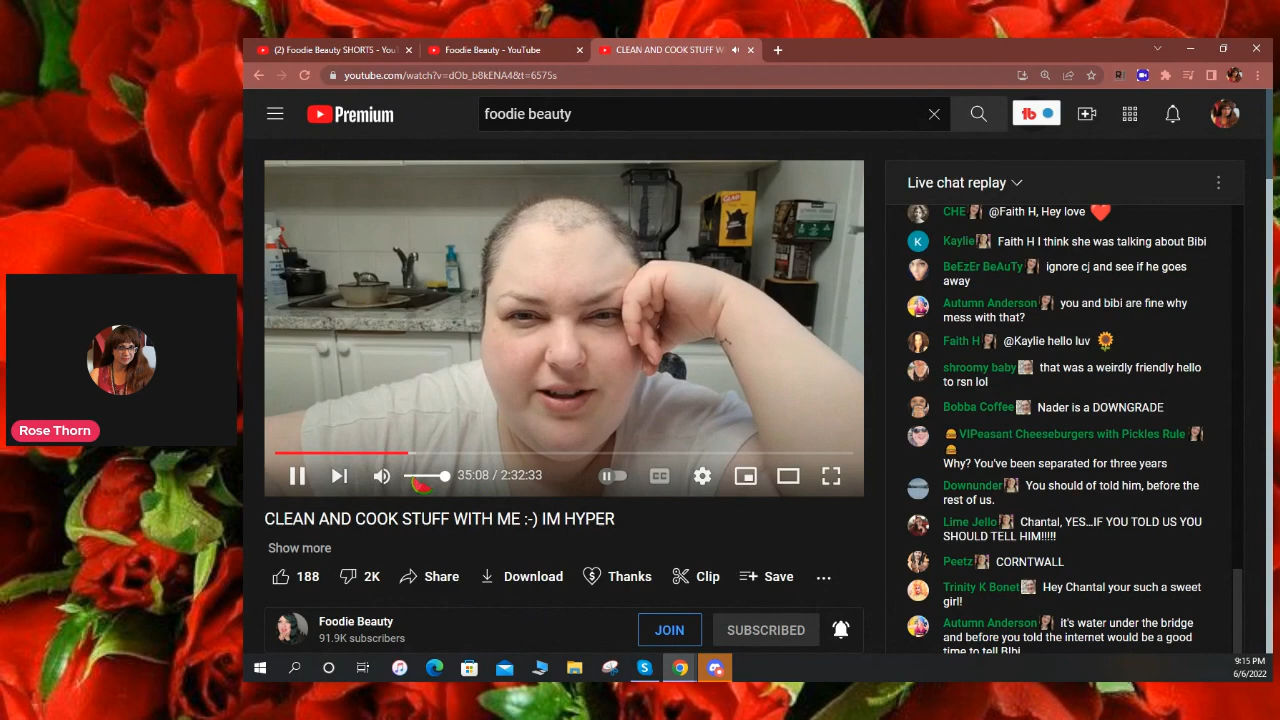 (2) Foodie Beauty SHORTS - You
Foodie Beauty - YouTube
CLEAN AND COOK STUFF W
youtube.com/watch?v=dOb_b8kENA4&t=6575s
Premium
foodie beauty
tb
Live chat replay
CHE @Faith H, Hey love
K Kaylie Faith H I think she was talking about Bibi
BeEzEr BeAuTy ignore cj and see if he goes
away
Autumn Anderson you and bibi are fine why
mess with that?
Faith H @Kaylie hello luv
shroomy baby that was a weirdly friendly hello
to rsn lol
Bobba Coffee Nader is a DOWNGRADE
VIPeasant Cheeseburgers with Pickles Rule
Why? You've been separated for three years
Downunder You should of told him, before the
rest of us.
Lime Jello Chantal, YES...IF YOU TOLD US YOU
SHOULD TELL HIM!!!!!
Peetz CORNTWALL
Trinity K Bonet Hey Chantal your such a sweet
girl!
Autumn Anderson it's water under the bridge
and before you told the internet would be a good
time to tell BIbi
GLAD
35:08 / 2:32:33
CC
CLEAN AND COOK STUFF WITH ME :-) IM HYPER
Show more
188
2K
Share
Download
Thanks
Clip
Save
Foodie Beauty
91.9K subscribers
JOIN
SUBSCRIBED
Rose Thorn
9:15 PM
6/6/2022